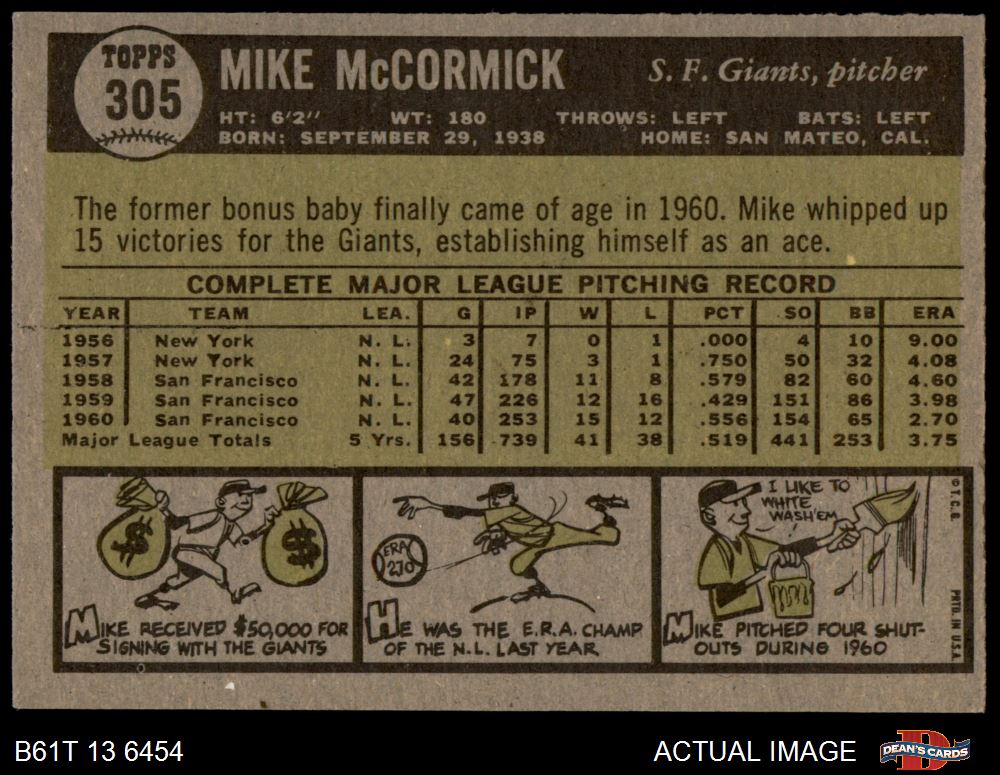 TOPPS
305
MIKE McCORMICK
S. F. Giants, pitcher
HT: 6'2" WT: 180 THROWS: LEFT BATS: LEFT
BORN: SEPTEMBER 29, 1938 HOME: SAN MATEO, CAL.
The former bonus baby finally came of age in 1960. Mike whipped up
15 victories for the Giants, establishing himself as an ace.
COMPLETE MAJOR LEAGUE PITCHING RECORD
YEAR TEAM LEA. G IP W L PCT SO BB ERA
1956 New York N. L. 3 7 0 1 .000 4 10 9.00
1957 New York N. L. 24 75 3 1 .750 50 32 4.08
1958 San Francisco N. L. 42 178 11 8 .579 82 60 4.60
1959 San Francisco N. L. 47 226 12 16 .429 151 86 3.98
1960 San Francisco N. L. 40 253 15 12 .556 154 65 2.70
Major League Totals 5 Yrs. 156 739 41 38 .519 441 253 3.75
$ $
MIKE RECEIVED $50,000 FOR
SIGNING WITH THE GIANTS
ERA
2.70
HE WAS THE E.R.A. CHAMP
OF THE N.L. LAST YEAR
I LIKE TO
WHITE
WASH'EM
MIKE PITCHED FOUR SHUT-
OUTS DURING 1960
© T.C.G.
PRTD. IN U.S.A.
B61T 13 6454
ACTUAL IMAGE
DEAN'S CARDS